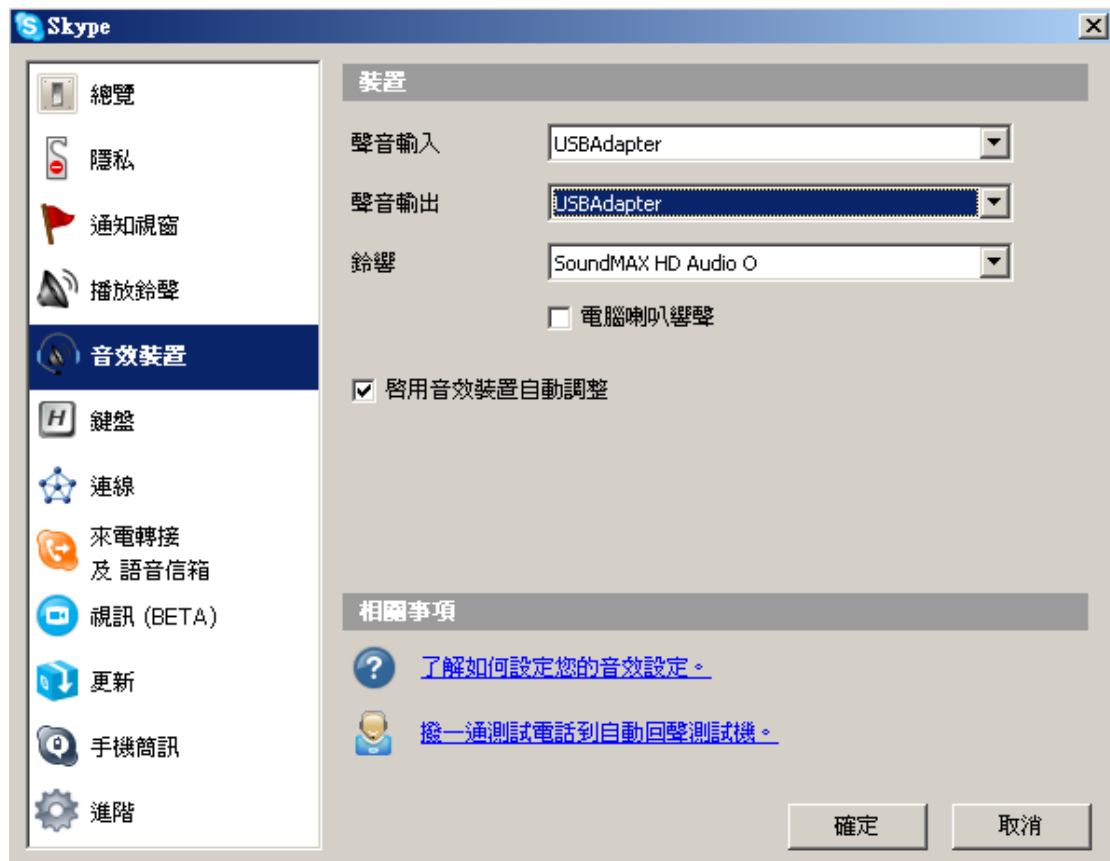 Skype
總覽
隱私
通知視窗
播放鈴聲
音效裝置
鍵盤
連線
來電轉接
及 語音信箱
視訊 (BETA)
更新
手機簡訊
進階
裝置
聲音輸入 USBAdapter
聲音輸出 USBAdapter
鈴響 SoundMAX HD Audio O
電腦喇叭響聲
啓用音效裝置自動調整
相關事項
了解如何設定您的音效設定。
撥一通測試電話到自動回聲測試機。
確定 取消